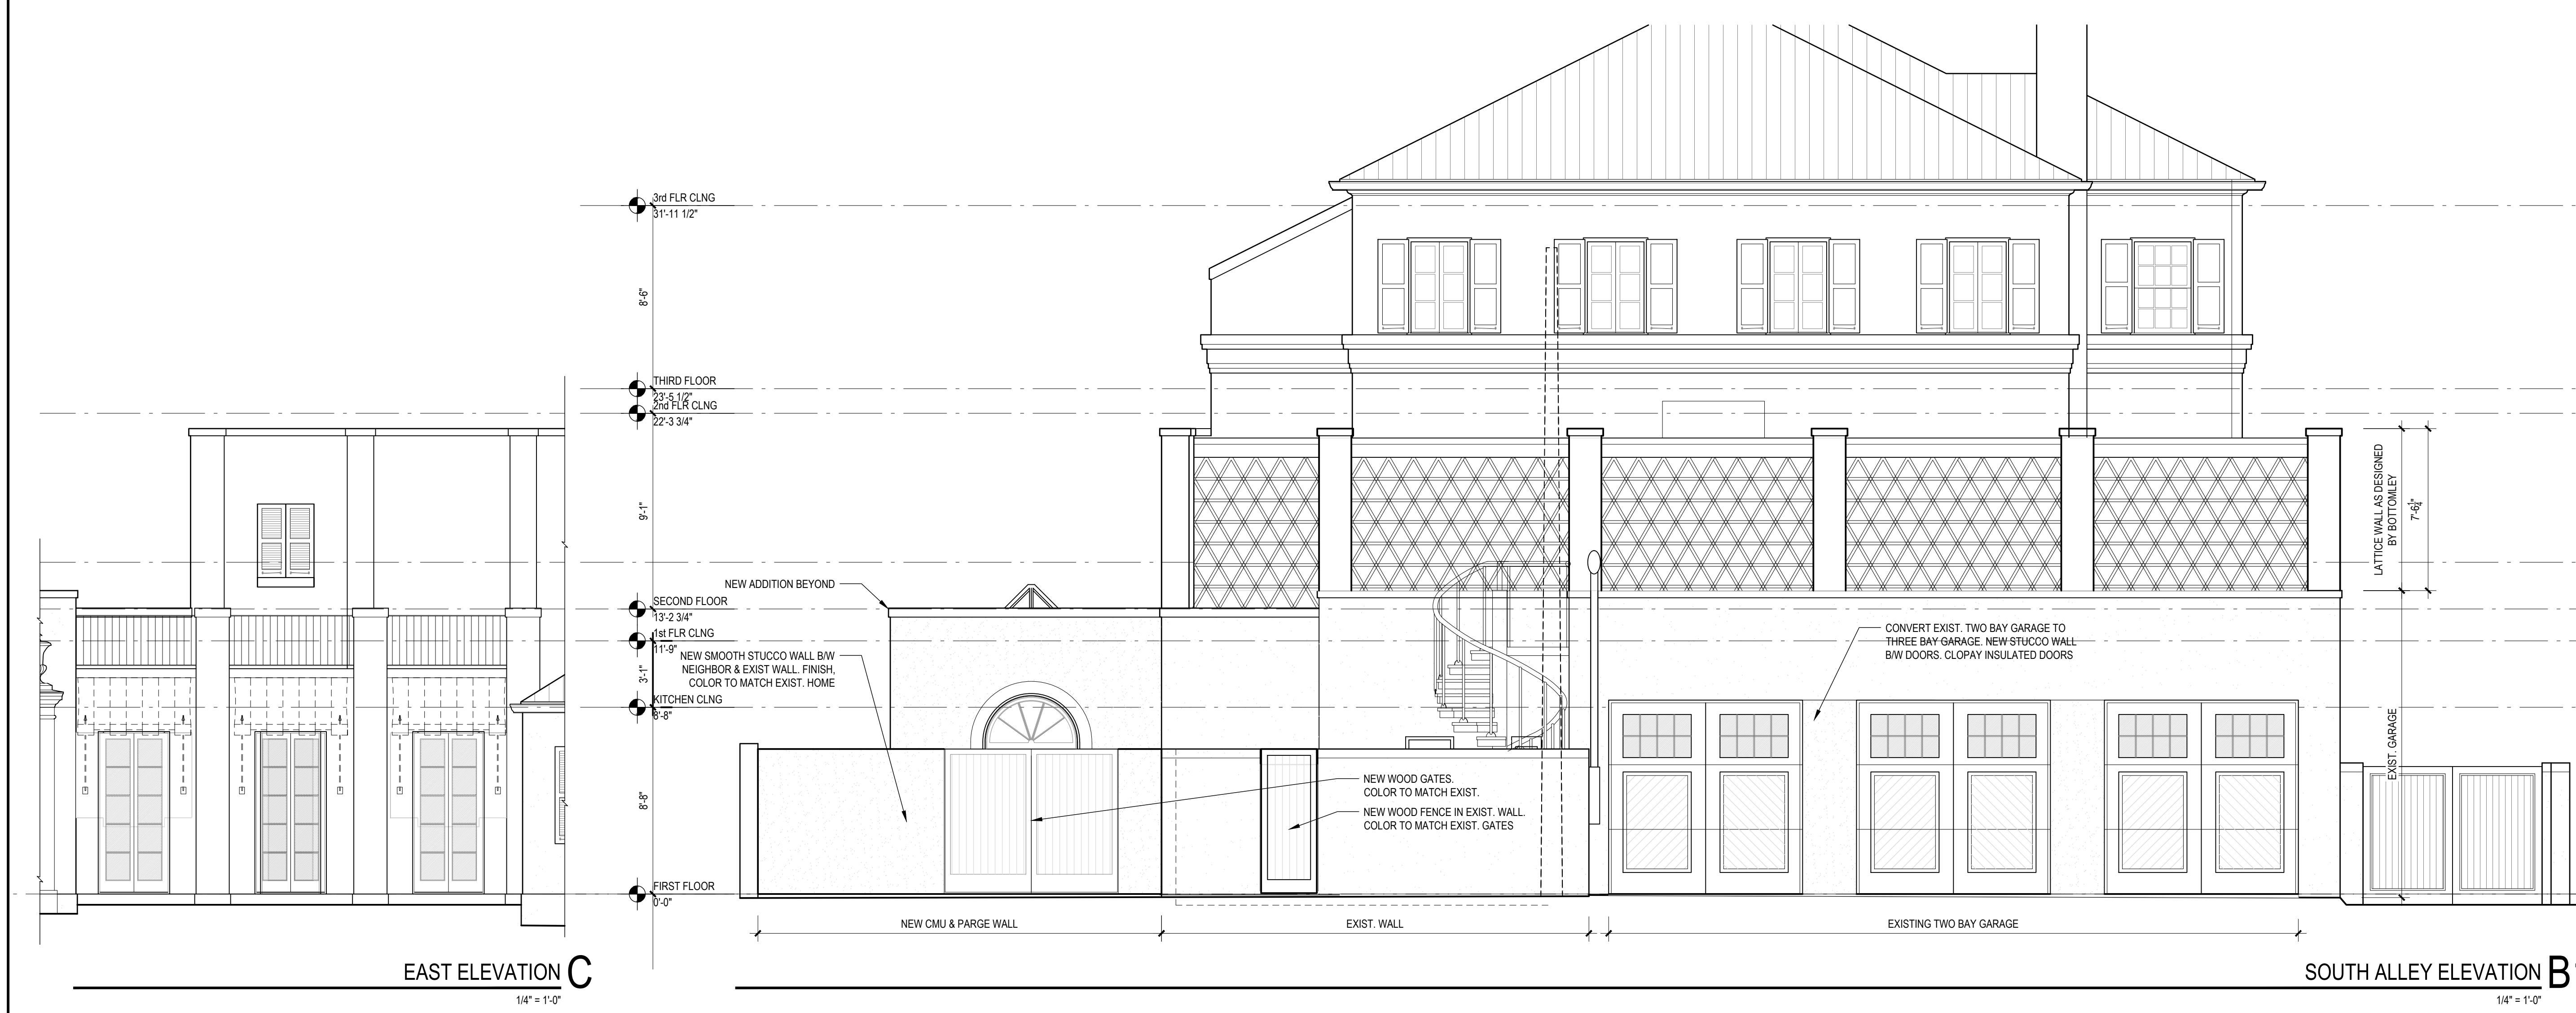 3rd FLR CLNG
31'-11 1/2"
8'-6"
THIRD FLOOR
23'-5 1/2"
2nd FLR CLNG
22'-3 3/4"
9'-1"
SECOND FLOOR
13'-2 3/4"
1st FLR CLNG
11'-9"
3'-1"
KITCHEN CLNG
8'-8"
8'-8"
FIRST FLOOR
0'-0"
NEW ADDITION BEYOND
NEW SMOOTH STUCCO WALL B/W
NEIGHBOR & EXIST WALL. FINISH,
COLOR TO MATCH EXIST. HOME
NEW WOOD GATES.
COLOR TO MATCH EXIST.
NEW WOOD FENCE IN EXIST. WALL.
COLOR TO MATCH EXIST. GATES
CONVERT EXIST. TWO BAY GARAGE TO
THREE BAY GARAGE. NEW STUCCO WALL
B/W DOORS. CLOPAY INSULATED DOORS
LATTICE WALL AS DESIGNED
BY BOTTOMLEY
7'-6 1/4"
EXIST. GARAGE
NEW CMU & PARGE WALL
EXIST. WALL
EXISTING TWO BAY GARAGE
EAST ELEVATION C
1/4" = 1'-0"
SOUTH ALLEY ELEVATION B
1/4" = 1'-0"